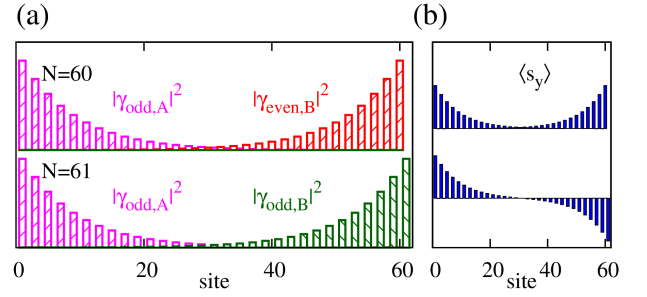 (a)
N=60
|γodd,A|²
|γeven,B|²
N=61
|γodd,A|²
|γodd,B|²
0 20 40 60
site
(b)
⟨sy⟩
0 20 40 60
site